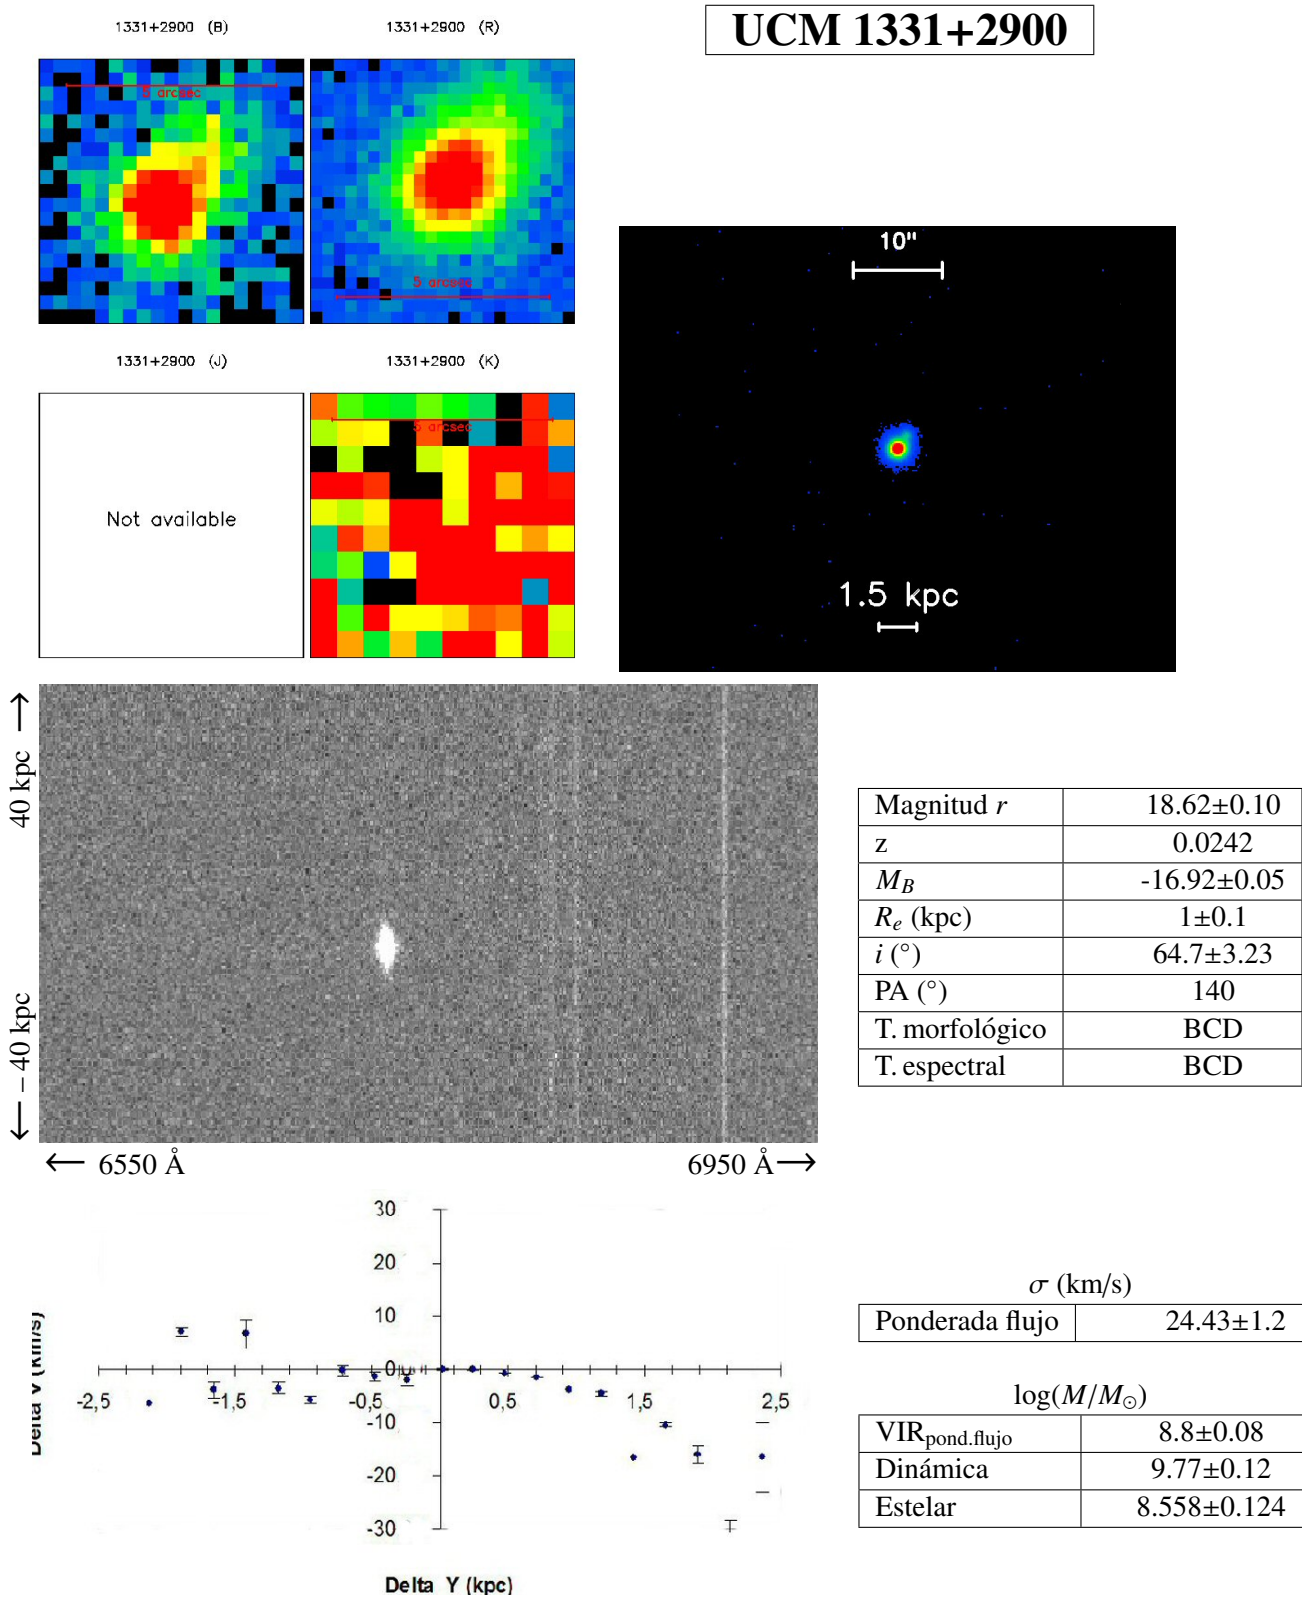 1331+2900 (B)
1331+2900 (R)
UCM 1331+2900
5 arcsec
5 arcsec
1331+2900 (J)
1331+2900 (K)
Not available
5 arcsec
10"
1.5 kpc
← − 40 kpc 40 kpc →
← 6550 Å
6950 Å →
Magnitud r 18.62±0.10
z 0.0242
M_B -16.92±0.05
R_e (kpc) 1±0.1
i (°) 64.7±3.23
PA (°) 140
T. morfológico BCD
T. espectral BCD
Delta V (km/s)
30
20
10
0
-10
-20
-30
-2,5 -1,5 -0,5 0,5 1,5 2,5
Delta Y (kpc)
σ (km/s)
Ponderada flujo 24.43±1.2
log(M/M⊙)
VIRpond.flujo 8.8±0.08
Dinámica 9.77±0.12
Estelar 8.558±0.124